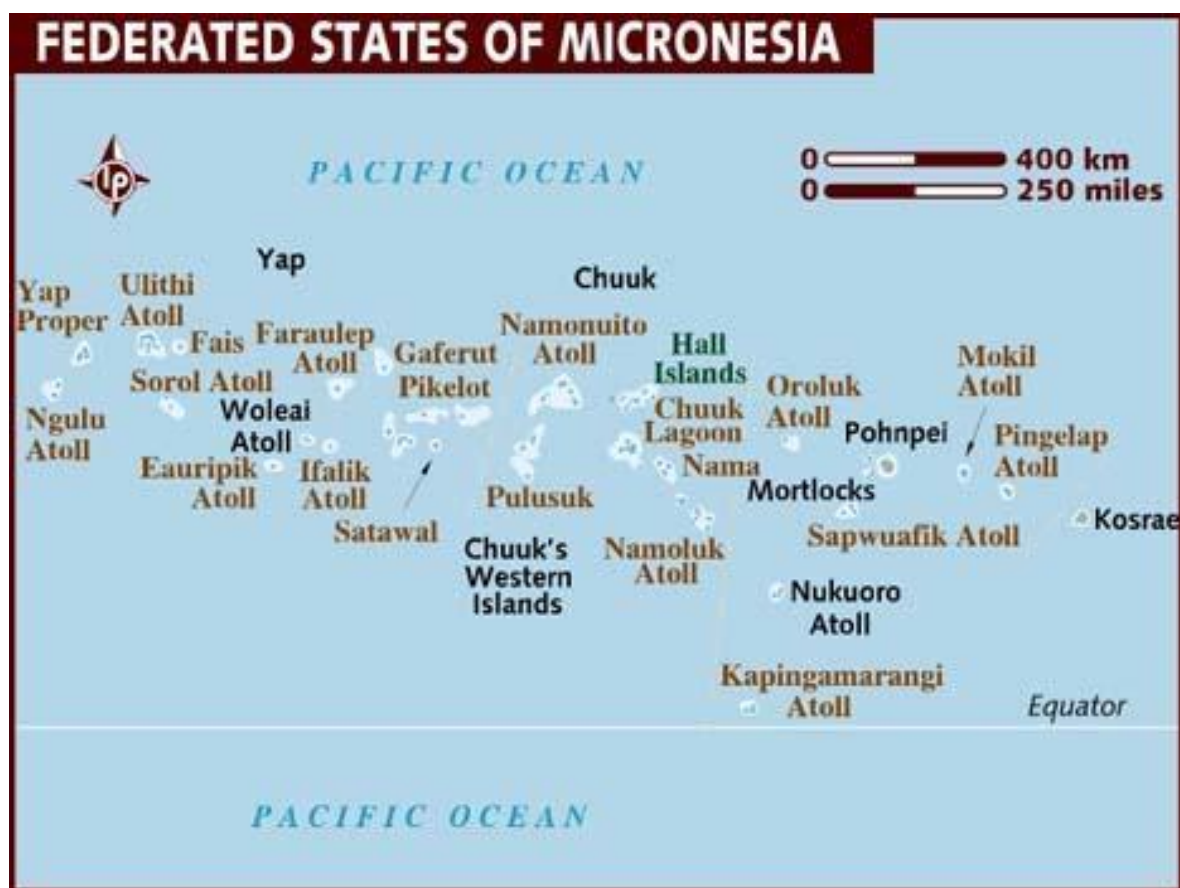 FEDERATED STATES OF MICRONESIA
PACIFIC OCEAN
0 400 km
0 250 miles
lp
Yap
Chuuk
Yap
Proper
Ulithi
Atoll
Fais
Faraulep
Atoll
Gaferut
Pikelot
Namonuito
Atoll
Hall
Islands
Mokil
Atoll
Sorol Atoll
Woleai
Atoll
Ngulu
Atoll
Chuuk
Lagoon
Oroluk
Atoll
Pohnpei
Pingelap
Atoll
Eauripik
Atoll
Ifalik
Atoll
Nama
Pulusuk
Mortlocks
Satawal
Sapwuafik Atoll
Kosrae
Chuuk's
Western
Islands
Namoluk
Atoll
Nukuoro
Atoll
Kapingamarangi
Atoll
Equator
PACIFIC OCEAN